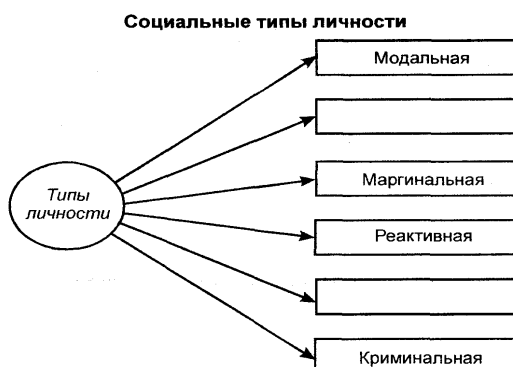 Социальные типы личности
Модальная
Маргинальная
Типы
личности
Реактивная
Криминальная